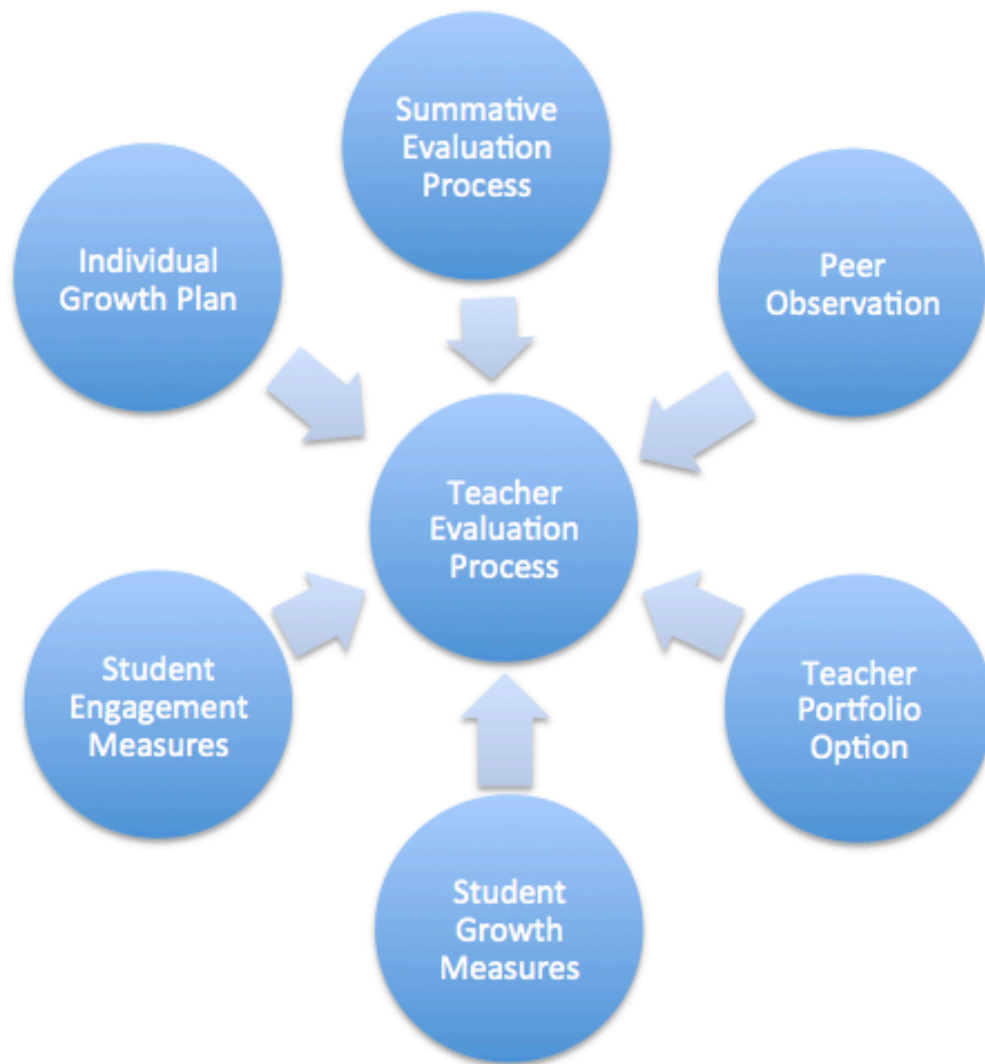 Summative
Evaluation
Process
Individual
Growth Plan
Peer
Observation
Teacher
Evaluation
Process
Student
Engagement
Measures
Teacher
Portfolio
Option
Student
Growth
Measures